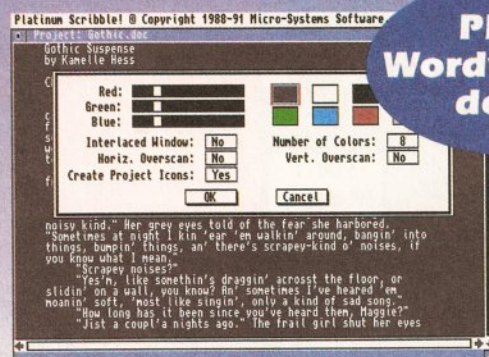 Platinum Scribble! © Copyright 1988-91 Micro-Systems Software
Project: Gothic.doc
Gothic Suspense
by Kamelle Hess
Red:
Green:
Blue:
Interlaced Window: No
Number of Colors: 8
Horiz. Overscan: No
Vert. Overscan: No
Create Project Icons: Yes
OK
Cancel
noisy kind." Her grey eyes told of the fear she harbored.
"Sometimes at night I kin 'ear 'em walkin' around, bangin' into
things, bumpin' things, an' there's scrapey-kind o' noises, if
you know what I mean."
"Scrapey noises?"
"Yes'm, like somethin's draggin' acrosst the floor, or
slidin' on a wall, you know? An' sometimes I've heared 'em
moanin' soft, 'most like singin', only a kind of sad song."
"How long has it been since you've heard them, Maggie?"
"Jist a coupl'a nights ago." The frail girl shut her eyes